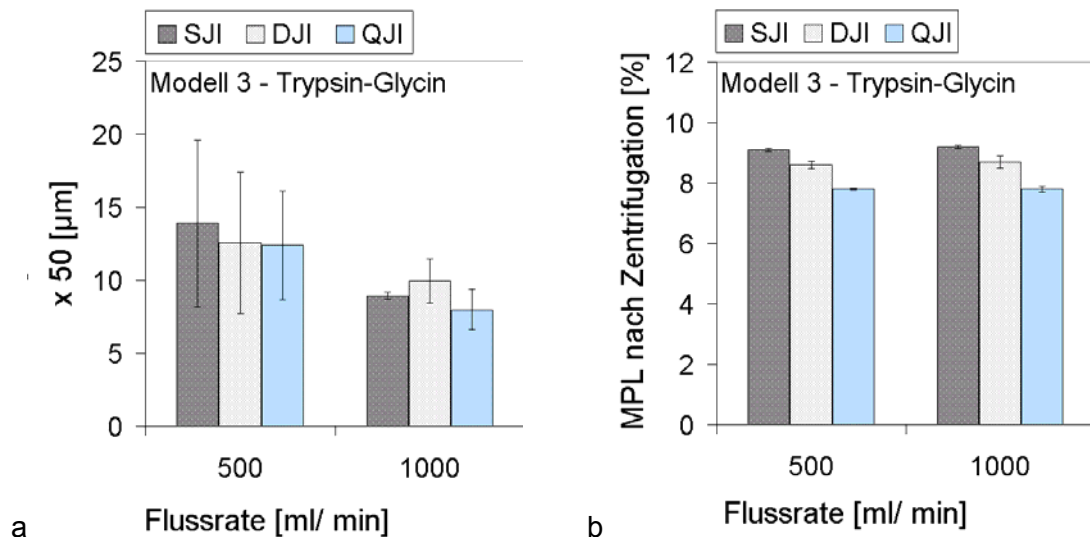 SJI DJI QJI
Modell 3 - Trypsin-Glycin
25
20
15
10
5
0
x 50 [µm]
500 1000
Flussrate [ml/ min]
a
SJI DJI QJI
Modell 3 - Trypsin-Glycin
12
10
8
6
4
2
0
MPL nach Zentrifugation [%]
500 1000
Flussrate [ml/ min]
b